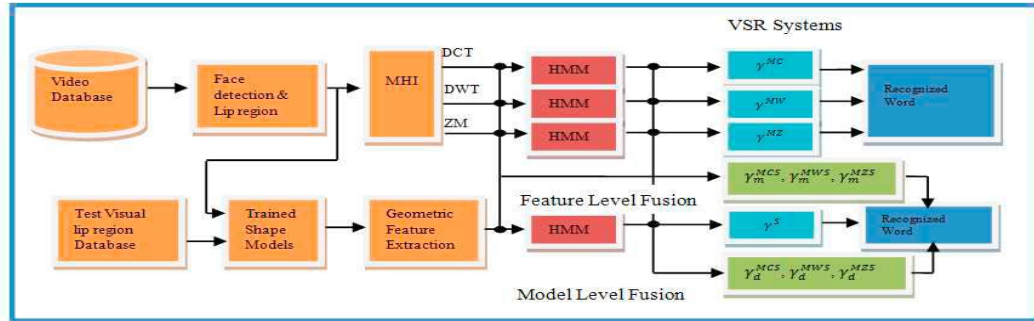 VSR Systems
Video
Database
Face
detection &
Lip region
MHI
DCT
DWT
ZM
HMM
HMM
HMM
γ^{MC}
γ^{MW}
γ^{MZ}
Recognized
Word
γ_m^{MCS}, γ_m^{MWS}, γ_m^{MZS}
Feature Level Fusion
Test Visual
lip region
Database
Trained
Shape
Models
Geometric
Feature
Extraction
HMM
γ^S
Recognized
Word
γ_d^{MCS}, γ_d^{MWS}, γ_d^{MZS}
Model Level Fusion